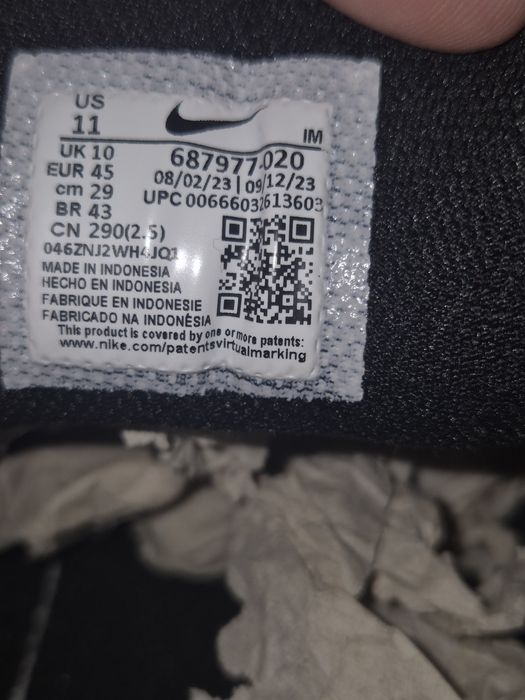 US
11
IM
UK 10
EUR 45
cm 29
BR 43
CN 290(2.5)
687977-020
08/02/23 | 09/12/23
UPC 00666032613603
MADE IN INDONESIA
HECHO EN INDONESIA
FABRIQUE EN INDONESIE
FABRICADO NA INDONÉSIA
This product is covered by one or more patents:
www.nike.com/patentsvirtualmarking